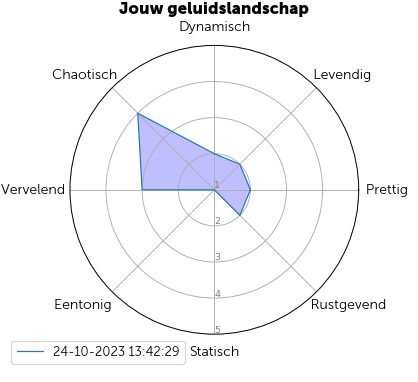 Jouw geluidslandschap
Dynamisch
Chaotisch
Levendig
Vervelend
1
Prettig
2
3
4
Eentonig
Rustgevend
5
24-10-2023 13:42:29
Statisch